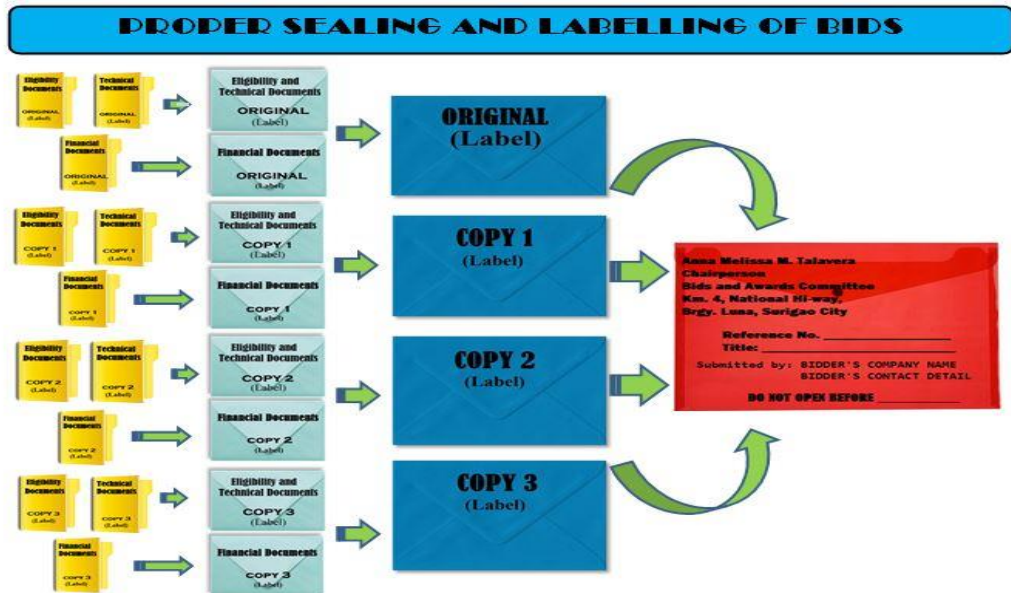 PROPER SEALING AND LABELLING OF BIDS
Eligibility
Documents
ORIGINAL
(Label)
Technical
Documents
ORIGINAL
(Label)
Eligibility and
Technical Documents
ORIGINAL
(Label)
Financial
Documents
ORIGINAL
(Label)
Financial Documents
ORIGINAL
(Label)
ORIGINAL
(Label)
Eligibility
Documents
COPY 1
(Label)
Technical
Documents
COPY 1
(Label)
Eligibility and
Technical Documents
COPY 1
(Label)
Financial
Documents
COPY 1
(Label)
Financial Documents
COPY 1
(Label)
COPY 1
(Label)
Eligibility
Documents
COPY 2
(Label)
Technical
Documents
COPY 2
(Label)
Eligibility and
Technical Documents
COPY 2
(Label)
Financial
Documents
COPY 2
(Label)
Financial Documents
COPY 2
(Label)
COPY 2
(Label)
Eligibility
Documents
COPY 3
(Label)
Technical
Documents
COPY 3
(Label)
Eligibility and
Technical Documents
COPY 3
(Label)
Financial
Documents
COPY 3
(Label)
Financial Documents
COPY 3
(Label)
COPY 3
(Label)
Anna Melissa M. Talavera
Chairperson
Bids and Awards Committee
Km. 4, National Hi-way,
Brgy. Luna, Surigao City
Reference No. ________________
Title: ____________________________
Submitted by: BIDDER'S COMPANY NAME
BIDDER'S CONTACT DETAIL
DO NOT OPEN BEFORE ____________